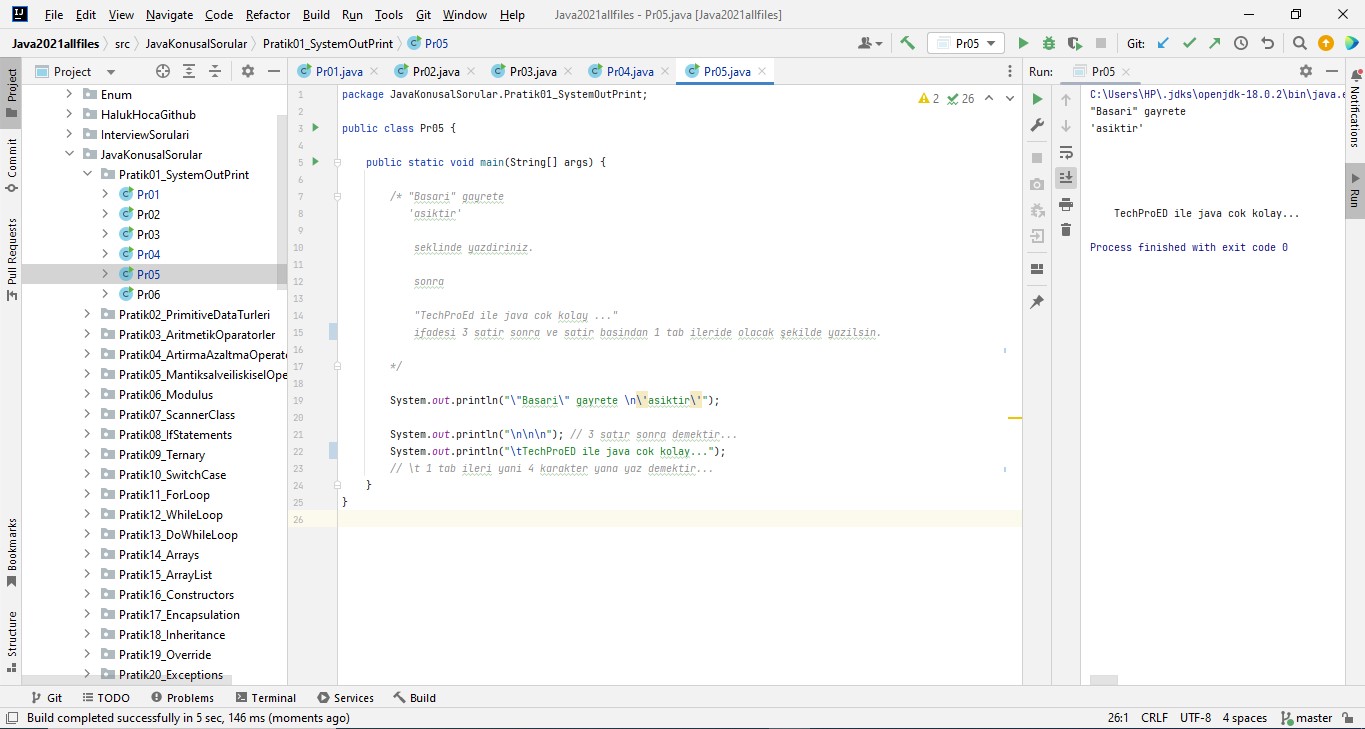 File Edit View Navigate Code Refactor Build Run Tools Git Window Help Java2021allfiles - Pr05.java [Java2021allfiles]
Java2021allfiles src JavaKonusalSorular Pratik01_SystemOutPrint Pr05 Pr05 Git:
Project
Commit
Pull Requests
Bookmarks
Structure
Project
Enum
HalukHocaGithub
InterviewSorulari
JavaKonusalSorular
Pratik01_SystemOutPrint
Pr01
Pr02
Pr03
Pr04
Pr05
Pr06
Pratik02_PrimitiveDataTurleri
Pratik03_AritmetikOparatorler
Pratik04_ArtirmaAzaltmaOperat
Pratik05_MantiksalveiliskiselOpe
Pratik06_Modulus
Pratik07_ScannerClass
Pratik08_IfStatements
Pratik09_Ternary
Pratik10_SwitchCase
Pratik11_ForLoop
Pratik12_WhileLoop
Pratik13_DoWhileLoop
Pratik14_Arrays
Pratik15_ArrayList
Pratik16_Constructors
Pratik17_Encapsulation
Pratik18_Inheritance
Pratik19_Override
Pratik20_Exceptions
Pr01.java Pr02.java Pr03.java Pr04.java Pr05.java
2 26
1 package JavaKonusalSorular.Pratik01_SystemOutPrint;
2
3 public class Pr05 {
4
5 public static void main(String[] args) {
6
7 /* "Basari" gayrete
8 'asiktir'
9
10 seklinde yazdiriniz.
11
12 sonra
13
14 "TechProEd ile java cok kolay ..."
15 ifadesi 3 satir sonra ve satir basindan 1 tab ileride olacak şekilde yazilsin.
16
17 */
18
19 System.out.println("\"Basari\" gayrete \n\'asiktir\'");
20
21 System.out.println("\n\n\n"); // 3 satır sonra demektir...
22 System.out.println("\tTechProED ile java cok kolay...");
23 // \t 1 tab ileri yani 4 karakter yana yaz demektir...
24 }
25 }
26
Run: Pr05
C:\Users\HP\.jdks\openjdk-18.0.2\bin\java.e
"Basari" gayrete
'asiktir'
TechProED ile java cok kolay...
Process finished with exit code 0
Notifications
Run
Git TODO Problems Terminal Services Build
Build completed successfully in 5 sec, 146 ms (moments ago) 26:1 CRLF UTF-8 4 spaces master